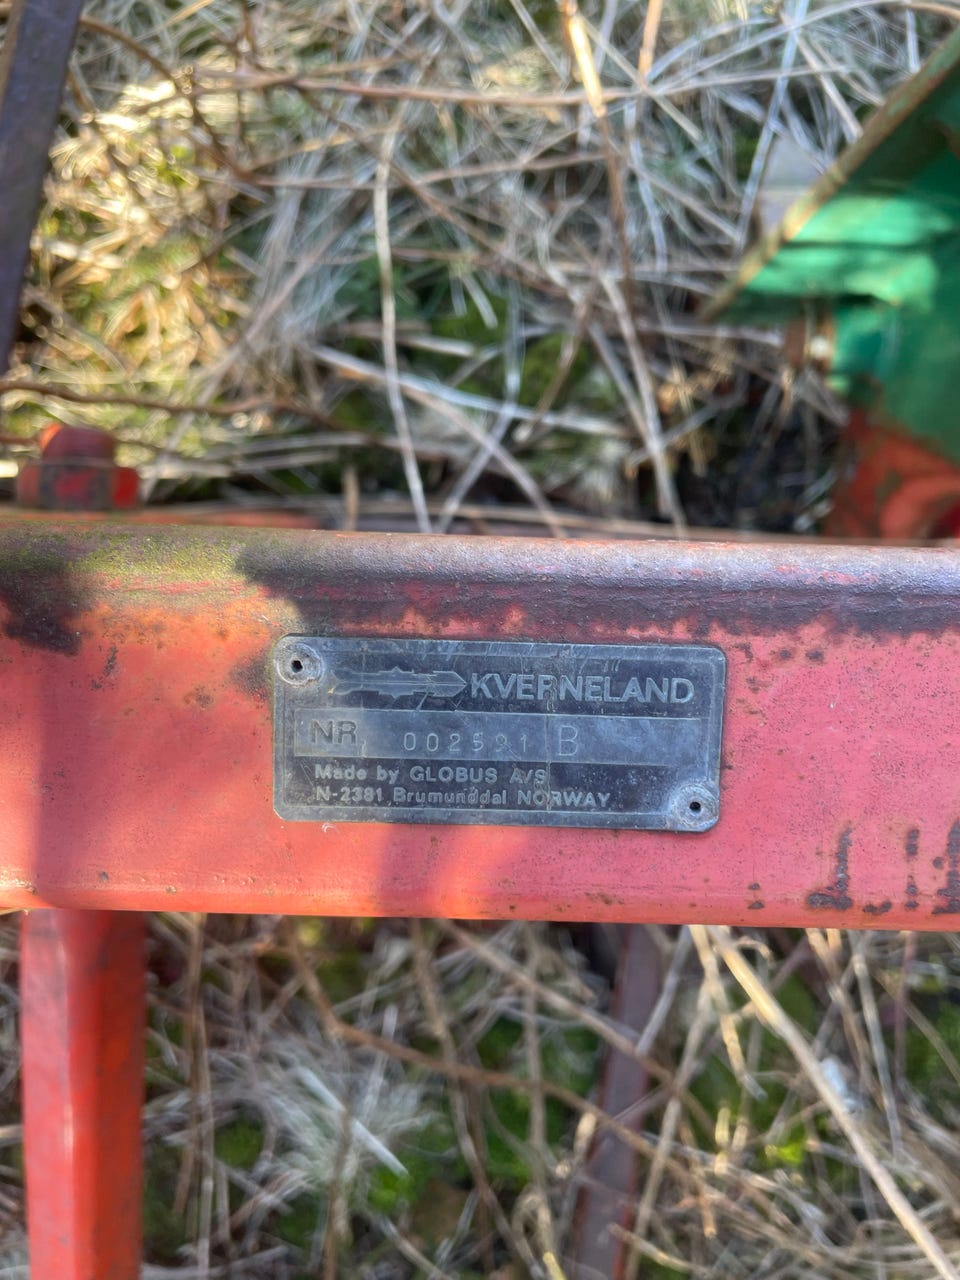 KVERNELAND
NR. 002591 B
Made by GLOBUS A/S
N-2381 Brumunddal NORWAY